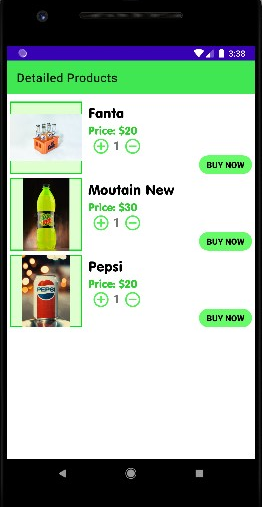 3:38
Detailed Products
Fanta
Price: $20
1
BUY NOW
Moutain New
Price: $30
1
BUY NOW
Pepsi
Price: $20
1
BUY NOW
PEPSI